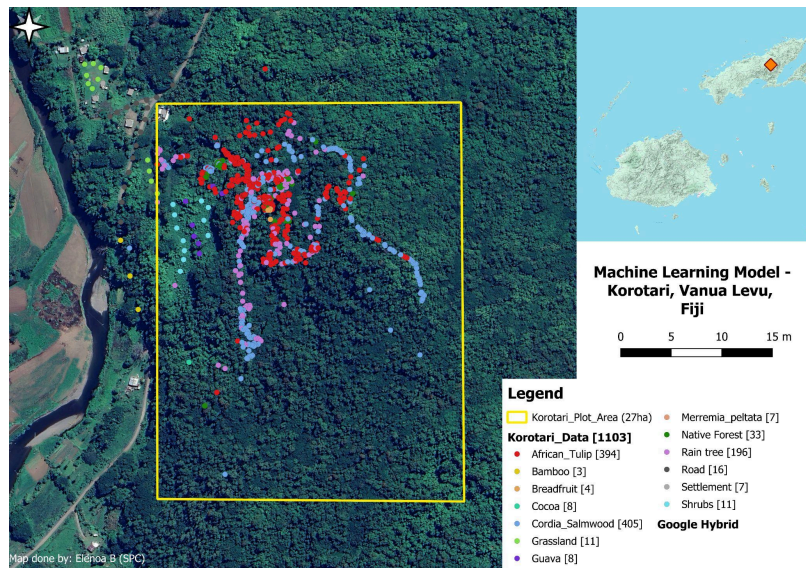 Machine Learning Model -
Korotari, Vanua Levu,
Fiji
0 5 10 15 m
Legend
Korotari_Plot_Area (27ha)
Korotari_Data [1103]
African_Tulip [394]
Bamboo [3]
Breadfruit [4]
Cocoa [8]
Cordia_Salmwood [405]
Grassland [11]
Guava [8]
Merremia_peltata [7]
Native Forest [33]
Rain tree [196]
Road [16]
Settlement [7]
Shrubs [11]
Google Hybrid
Map done by: Elenoa B (SPC)